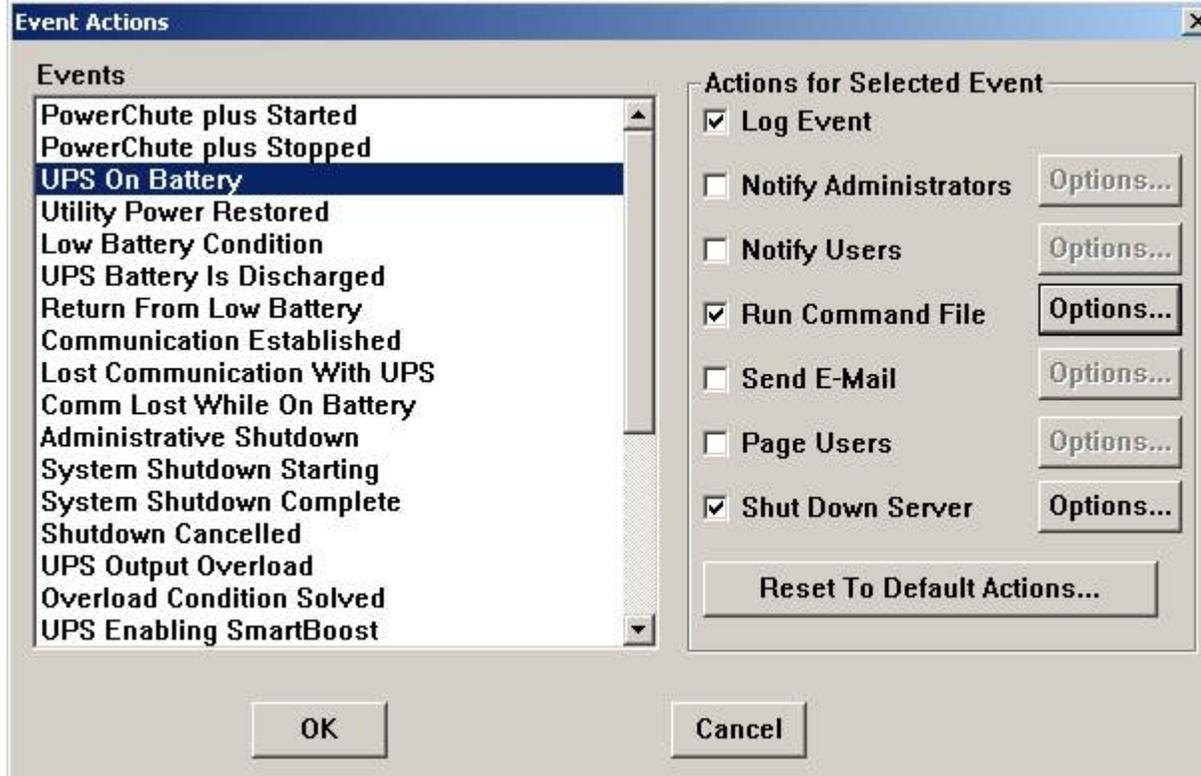 Event Actions
Events
PowerChute plus Started
PowerChute plus Stopped
UPS On Battery
Utility Power Restored
Low Battery Condition
UPS Battery Is Discharged
Return From Low Battery
Communication Established
Lost Communication With UPS
Comm Lost While On Battery
Administrative Shutdown
System Shutdown Starting
System Shutdown Complete
Shutdown Cancelled
UPS Output Overload
Overload Condition Solved
UPS Enabling SmartBoost
Actions for Selected Event
Log Event
Notify Administrators Options...
Notify Users Options...
Run Command File Options...
Send E-Mail Options...
Page Users Options...
Shut Down Server Options...
Reset To Default Actions...
OK Cancel